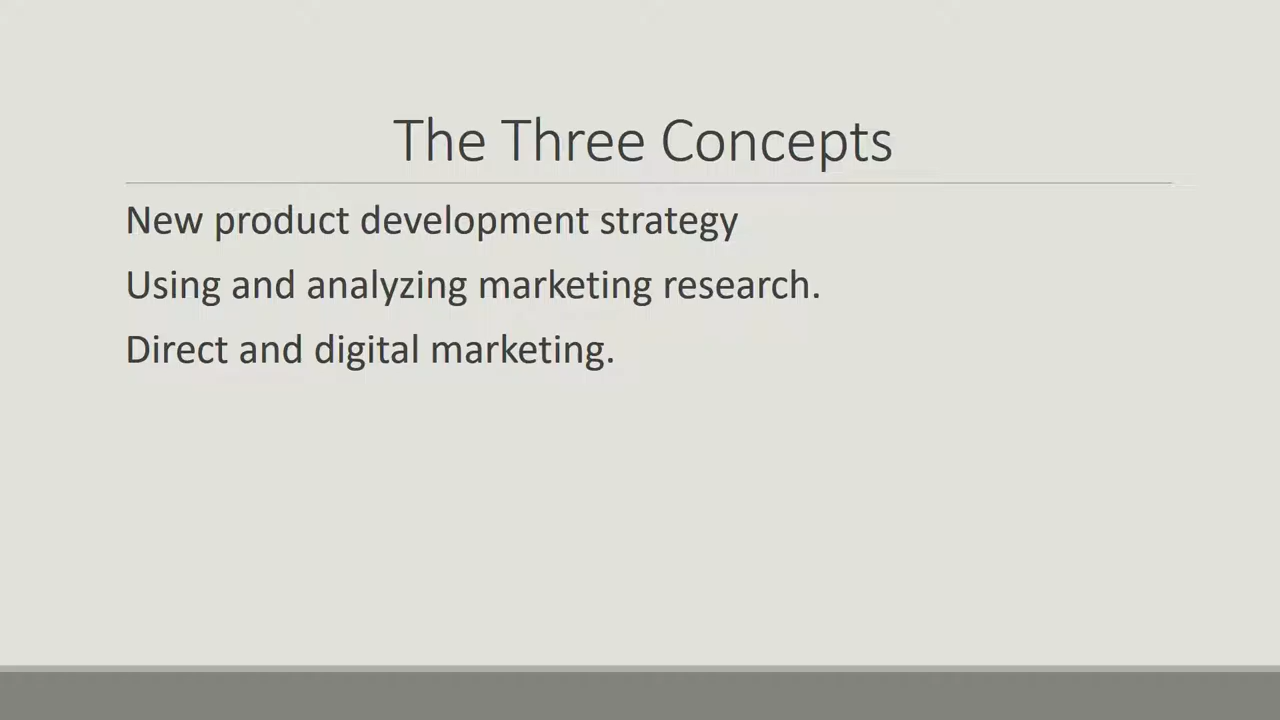 The Three Concepts
New product development strategy
Using and analyzing marketing research.
Direct and digital marketing.